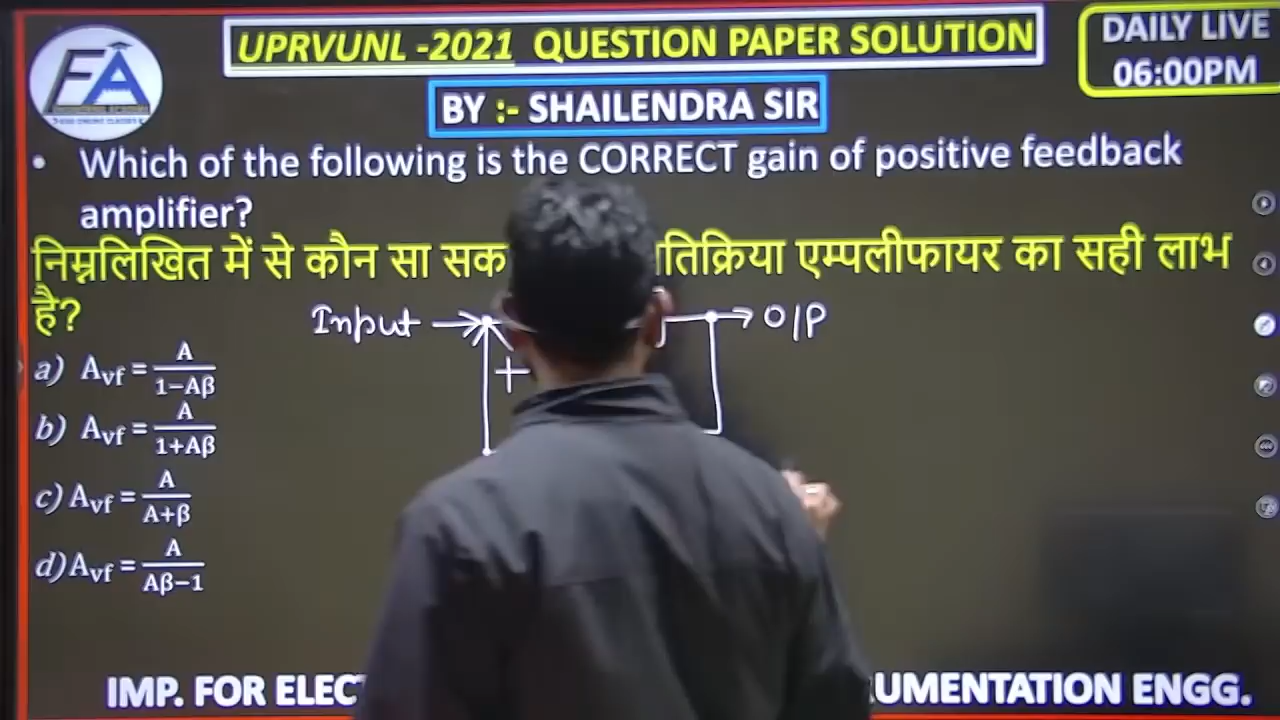 UPRVUNL -2021 QUESTION PAPER SOLUTION
DAILY LIVE
06:00PM
FA
BY :- SHAILENDRA SIR
• Which of the following is the CORRECT gain of positive feedback
amplifier?
निम्नलिखित में से कौन सा सक तिक्रिया एम्पलीफायर का सही लाभ
है?
Input + O/P
a) Avf = A/(1−Aβ)
b) Avf = A/(1+Aβ)
c) Avf = A/(A+β)
d) Avf = A/(Aβ−1)
IMP. FOR ELECT UMENTATION ENGG.